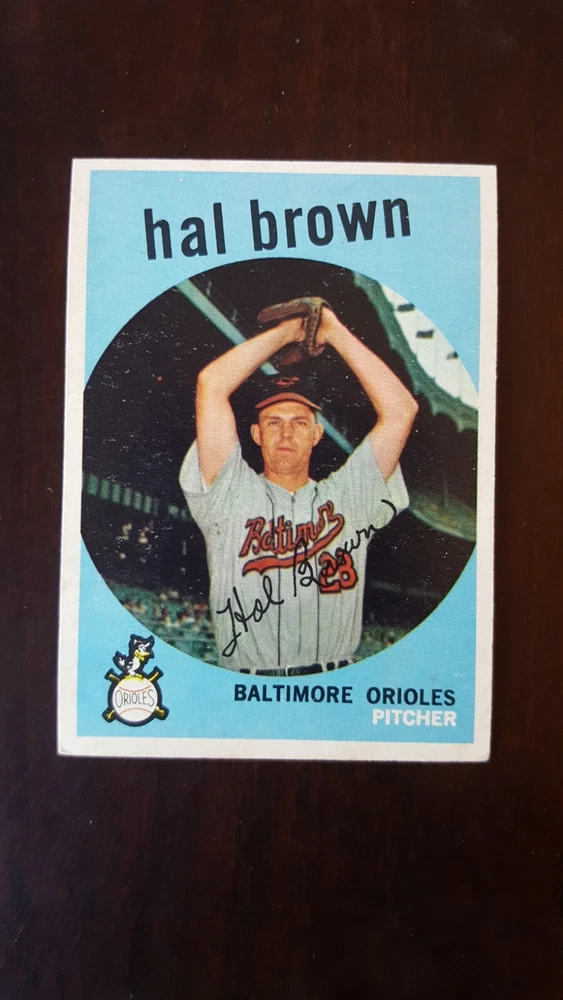 hal brown
Baltimore
28
Hal Brown
ORIOLES
BALTIMORE ORIOLES
PITCHER